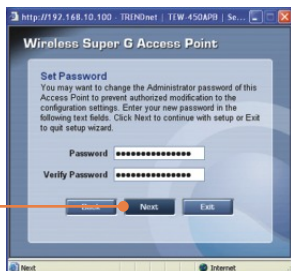 http://192.168.10.100 - TRENDnet | TEW-450APB | Se...
Wireless Super G Access Point
Set Password
You may want to change the Administrator password of this
Access Point to prevent authorized modification to the
configuration settings. Enter your new password in the
following text fields. Click Next to continue with setup or Exit
to quit setup wizard.
Password
Verify Password
Back Next Exit
Next Internet